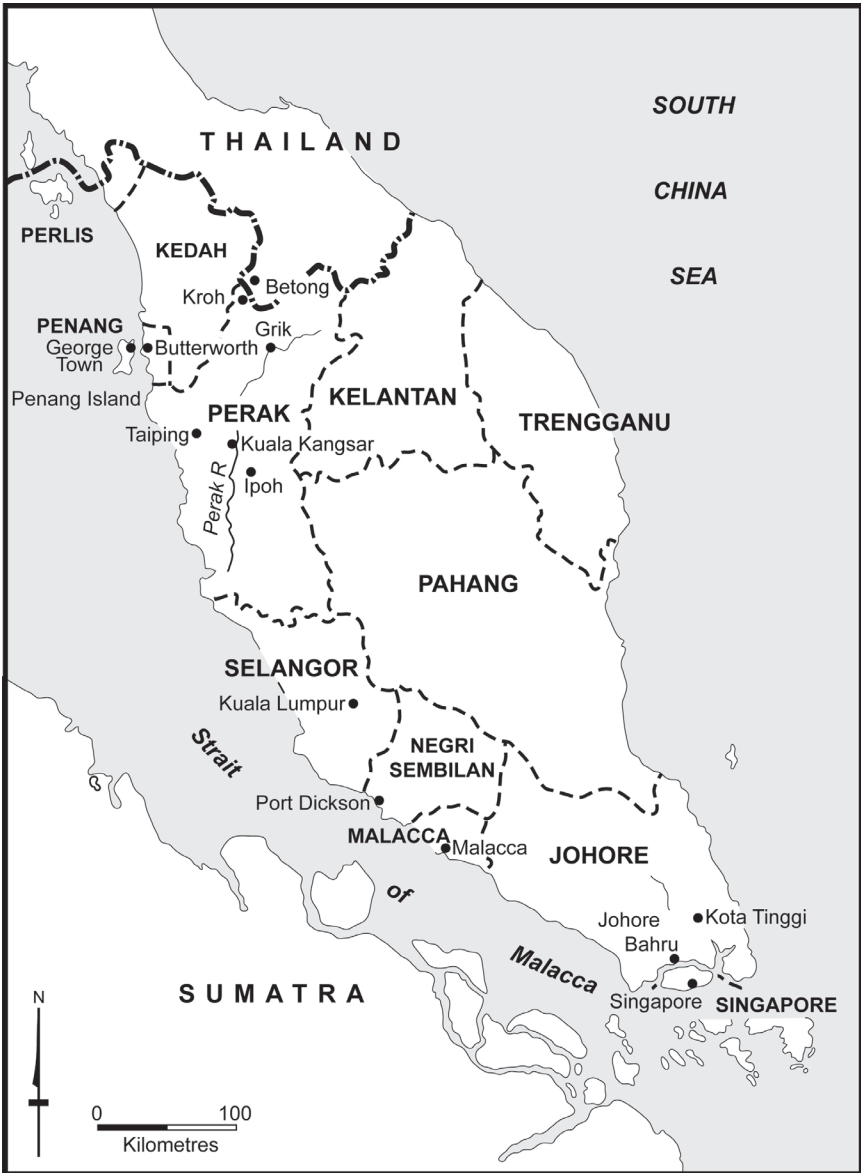 SOUTH
CHINA
SEA
THAILAND
PERLIS
KEDAH
Betong
Kroh
PENANG
George
Town
Butterworth
Grik
Penang Island
PERAK
KELANTAN
TRENGGANU
Taiping
Kuala Kangsar
Ipoh
Perak R
PAHANG
SELANGOR
Kuala Lumpur
NEGRI
SEMBILAN
Port Dickson
MALACCA
Malacca
JOHORE
Strait
of
Malacca
Johore
Bahru
Kota Tinggi
Singapore
SINGAPORE
SUMATRA
N
0 100
Kilometres